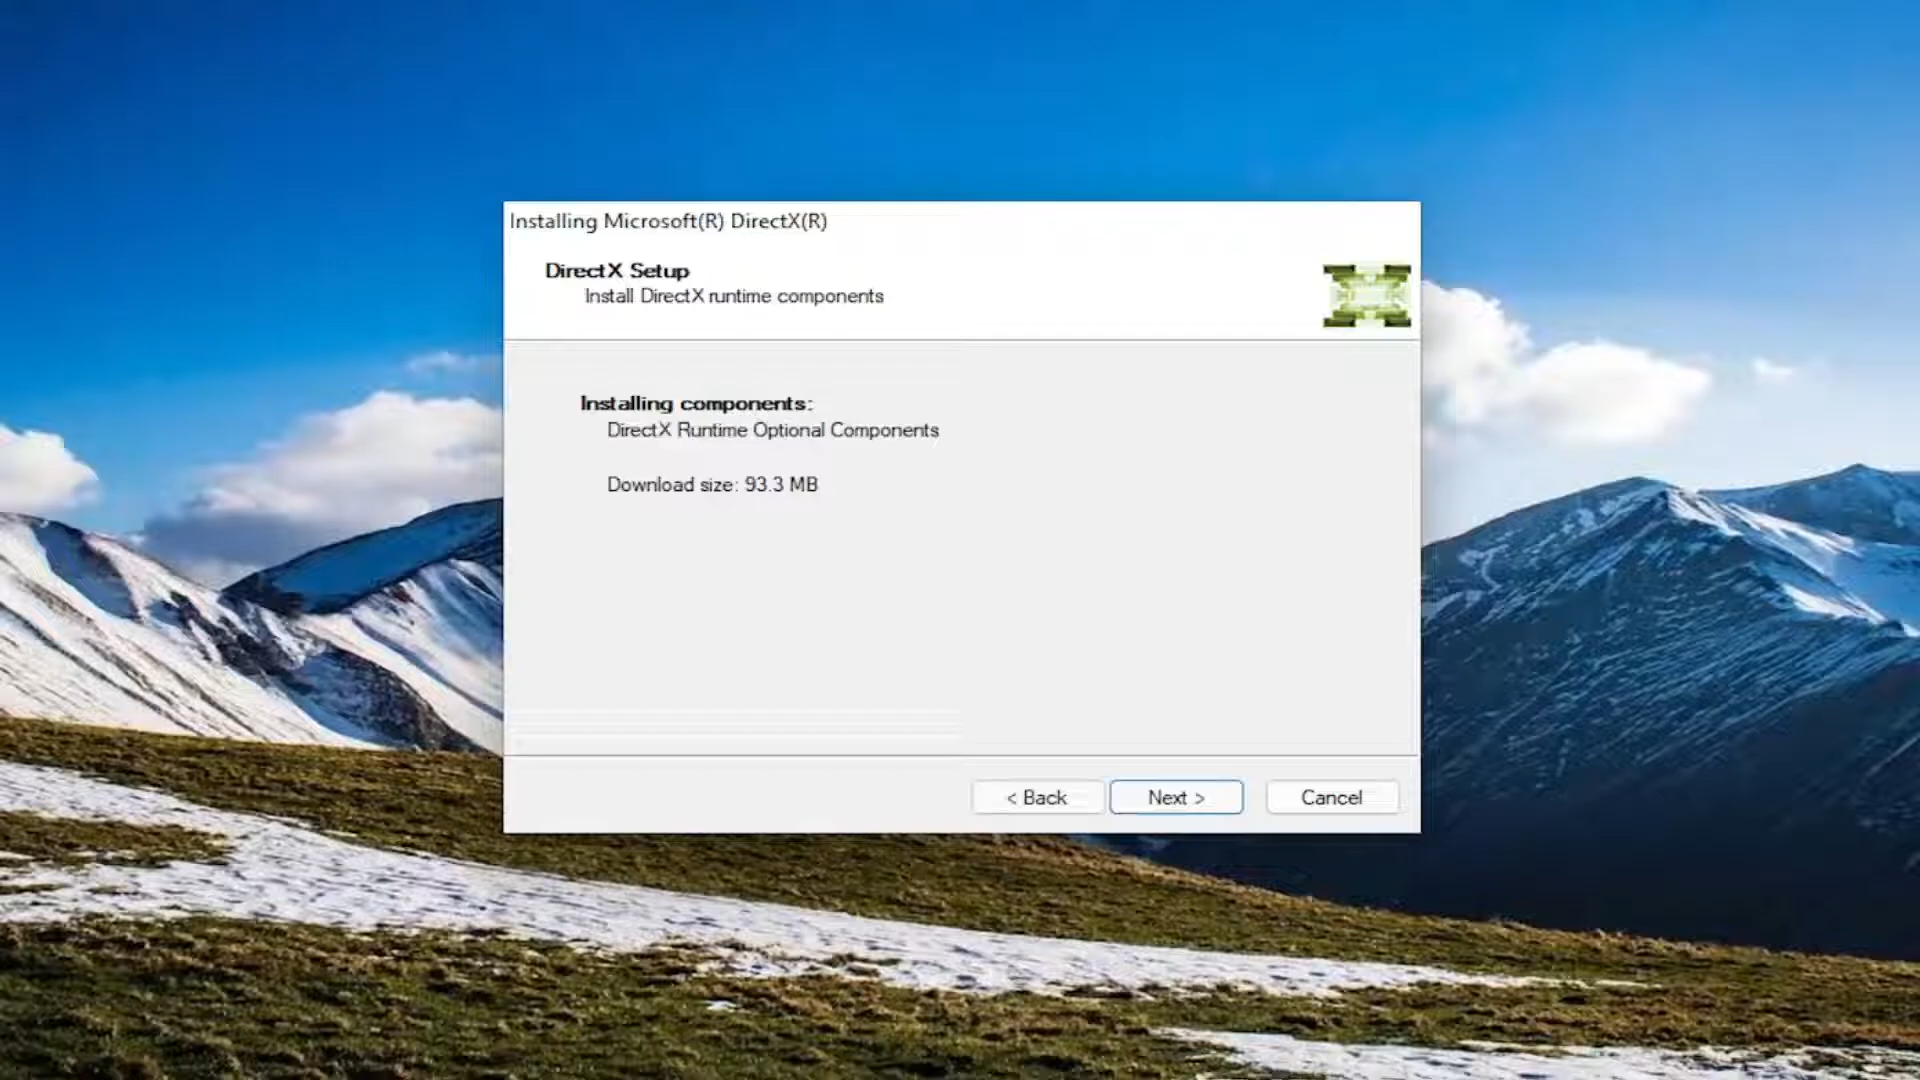 Installing Microsoft(R) DirectX(R)
DirectX Setup
Install DirectX runtime components
Installing components:
DirectX Runtime Optional Components
Download size: 93.3 MB
< Back
Next >
Cancel